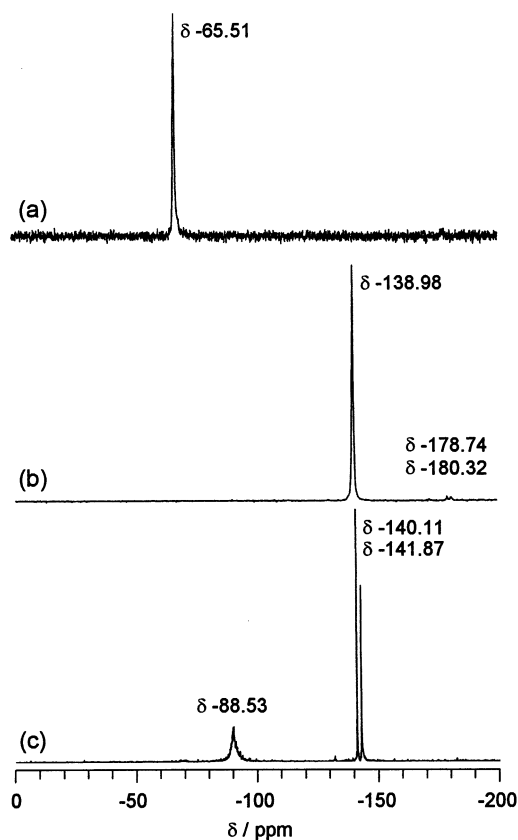 δ -65.51
(a)
δ -138.98
δ -178.74
δ -180.32
(b)
δ -140.11
δ -141.87
δ -88.53
(c)
0 -50 -100 -150 -200
δ / ppm